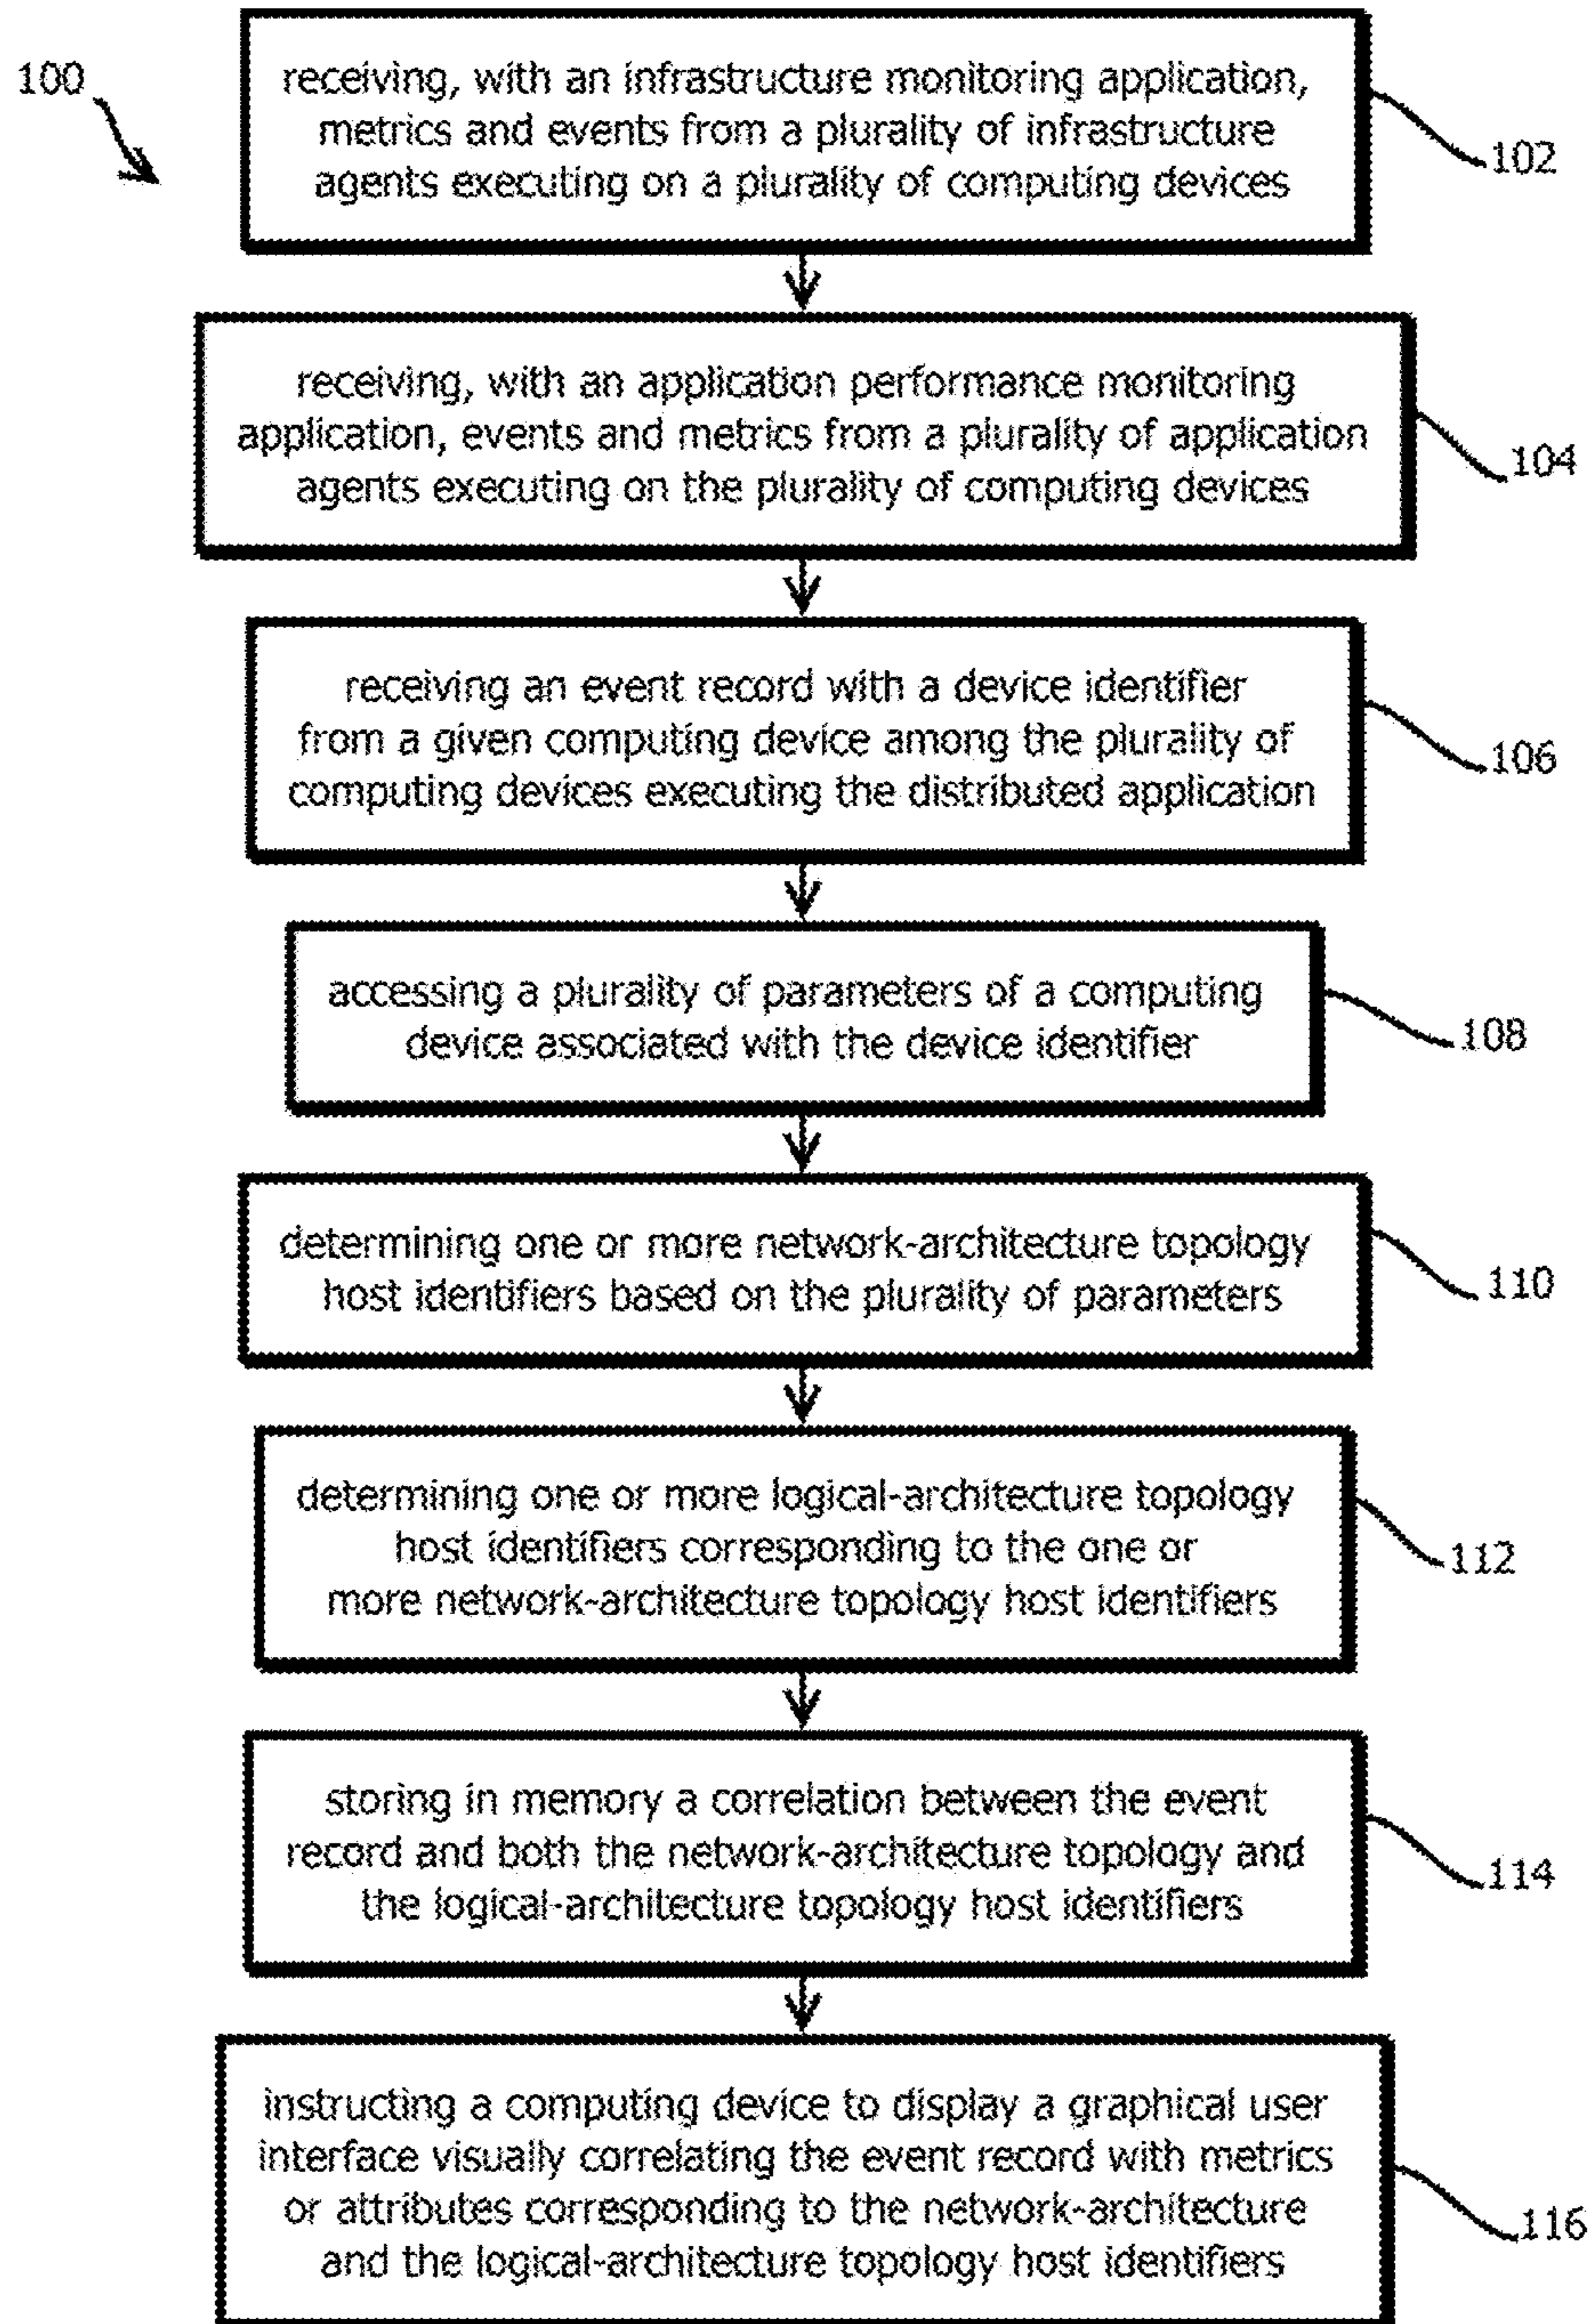 100
receiving, with an infrastructure monitoring application,
metrics and events from a plurality of infrastructure
agents executing on a plurality of computing devices
102
receiving, with an application performance monitoring
application, events and metrics from a plurality of application
agents executing on the plurality of computing devices
104
receiving an event record with a device identifier
from a given computing device among the plurality of
computing devices executing the distributed application
106
accessing a plurality of parameters of a computing
device associated with the device identifier
108
determining one or more network-architecture topology
host identifiers based on the plurality of parameters
110
determining one or more logical-architecture topology
host identifiers corresponding to the one or
more network-architecture topology host identifiers
112
storing in memory a correlation between the event
record and both the network-architecture topology and
the logical-architecture topology host identifiers
114
instructing a computing device to display a graphical user
interface visually correlating the event record with metrics
or attributes corresponding to the network-architecture
and the logical-architecture topology host identifiers
116